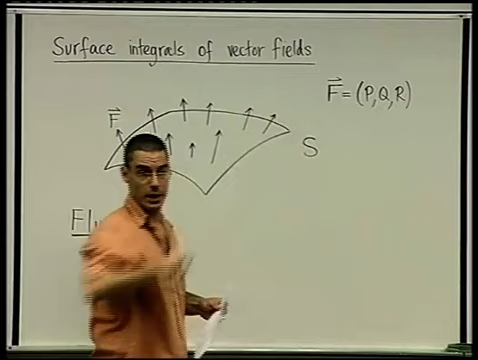 Surface integrals of vector fields
F⃗ = (P, Q, R)
F⃗
S